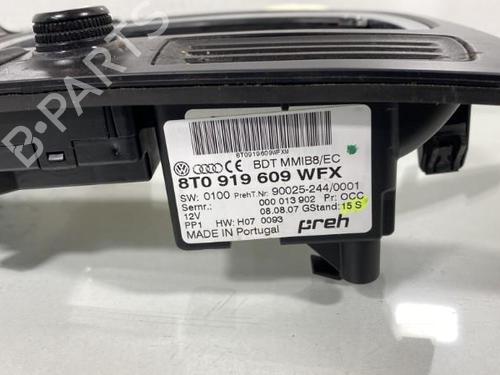 B-PARTS
8T0919609WFXM
BDT MMIB8/EC
8T0 919 609 WFX
SW: 0100 PrehT.Nr: 90025-244/0001
Sernr.: 000 013 902 Pr: OCC
12V 08.08.07 GStand: 15 S
PP1 HW: H07 0093
MADE IN Portugal
preh